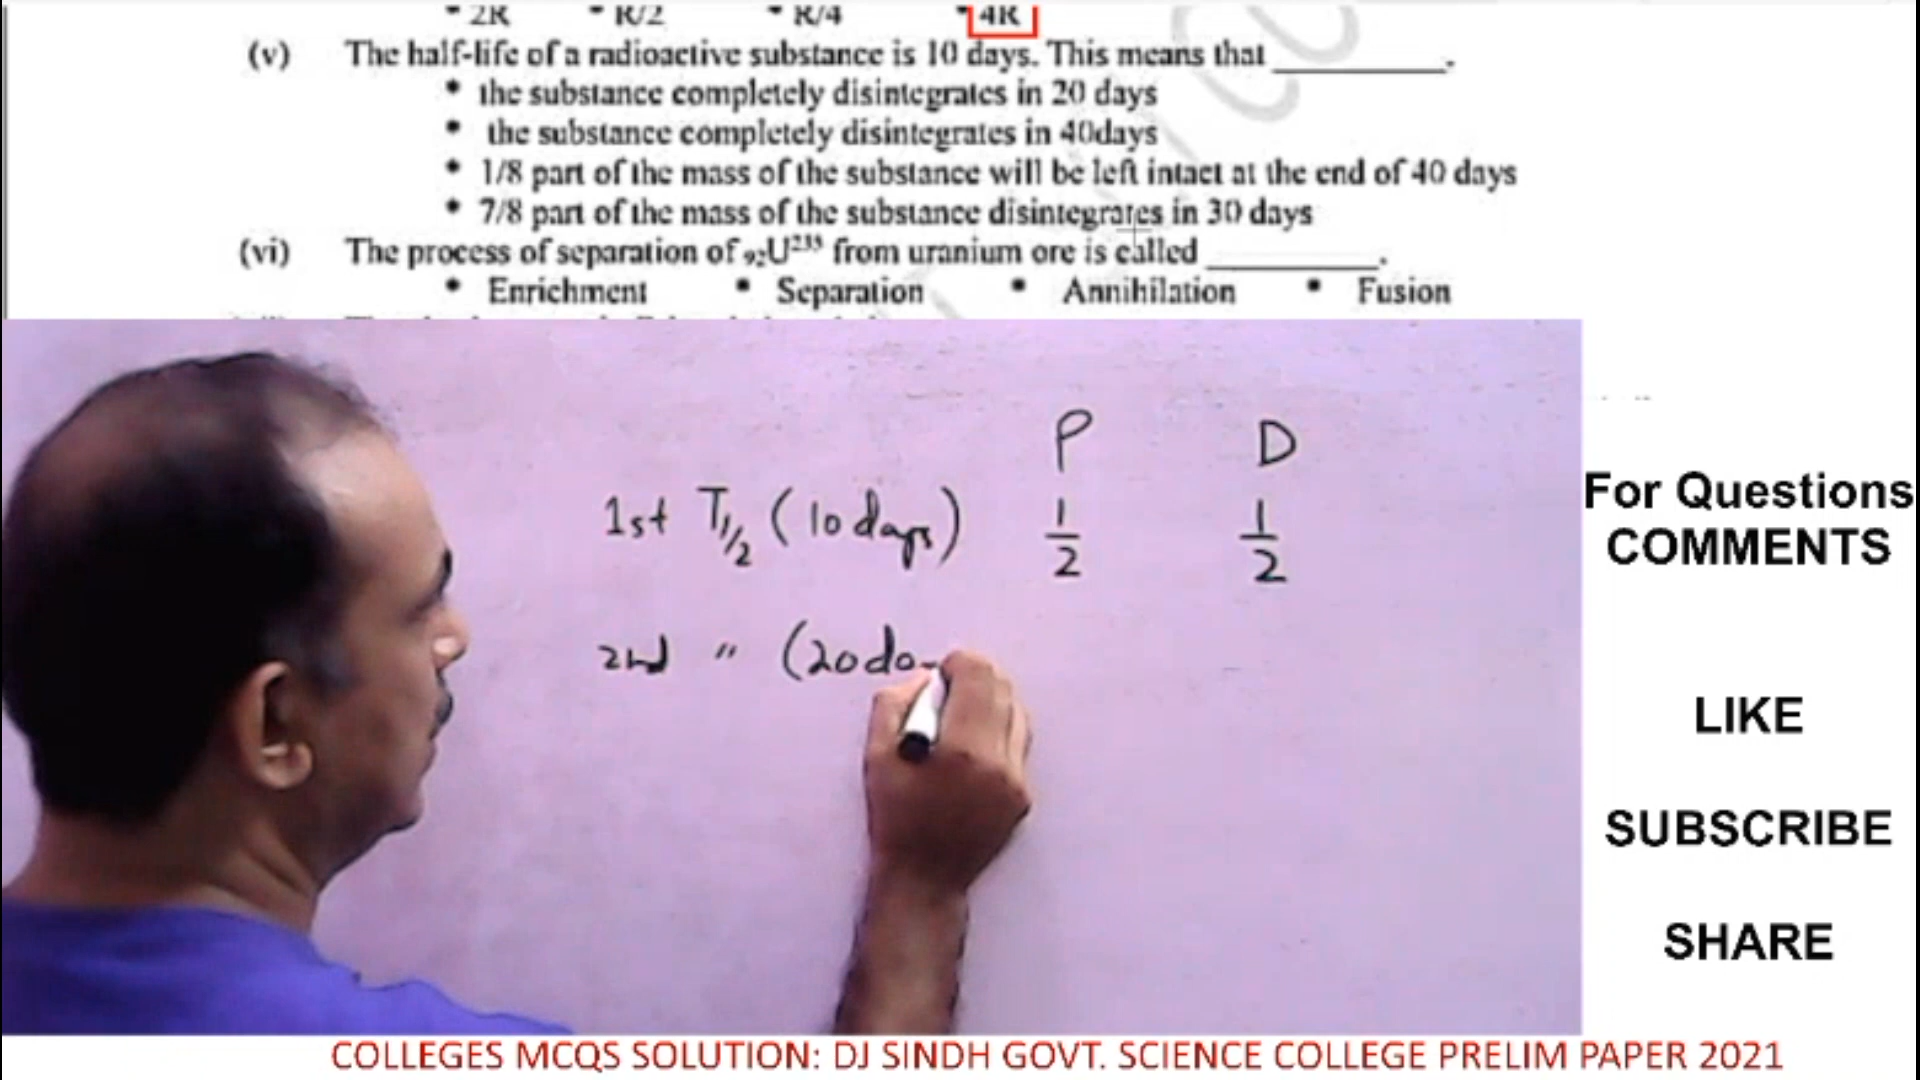 • 2R • R/2 • R/4 • 4R
(v) The half-life of a radioactive substance is 10 days. This means that __________.
• the substance completely disintegrates in 20 days
• the substance completely disintegrates in 40days
• 1/8 part of the mass of the substance will be left intact at the end of 40 days
• 7/8 part of the mass of the substance disintegrates in 30 days
(vi) The process of separation of ₉₂U²³⁵ from uranium ore is called __________.
• Enrichment • Separation • Annihilation • Fusion
P D
1st T1/2 (10 days) 1/2 1/2
2nd " (20 da
For Questions
COMMENTS
LIKE
SUBSCRIBE
SHARE
COLLEGES MCQS SOLUTION: DJ SINDH GOVT. SCIENCE COLLEGE PRELIM PAPER 2021